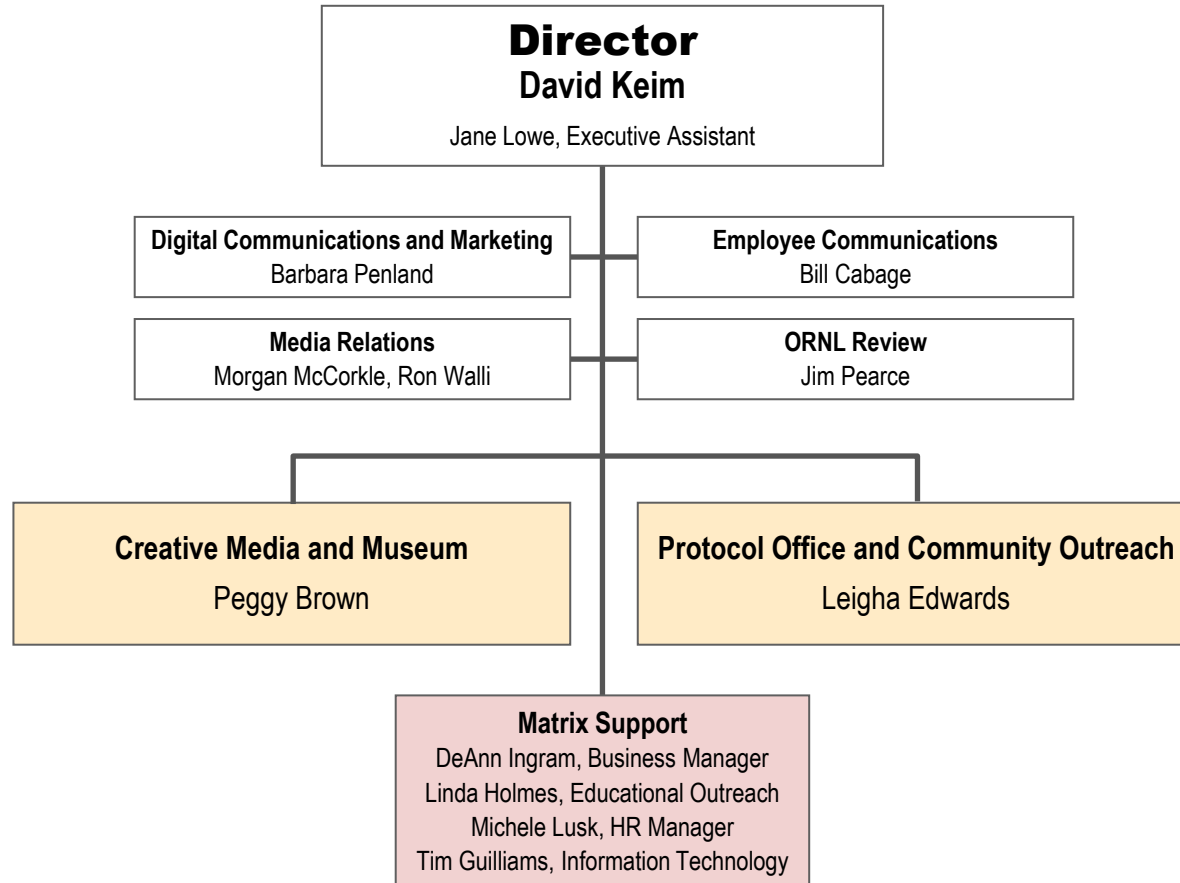 Director
David Keim
Jane Lowe, Executive Assistant
Digital Communications and Marketing
Barbara Penland
Employee Communications
Bill Cabage
Media Relations
Morgan McCorkle, Ron Walli
ORNL Review
Jim Pearce
Creative Media and Museum
Peggy Brown
Protocol Office and Community Outreach
Leigha Edwards
Matrix Support
DeAnn Ingram, Business Manager
Linda Holmes, Educational Outreach
Michele Lusk, HR Manager
Tim Guilliams, Information Technology